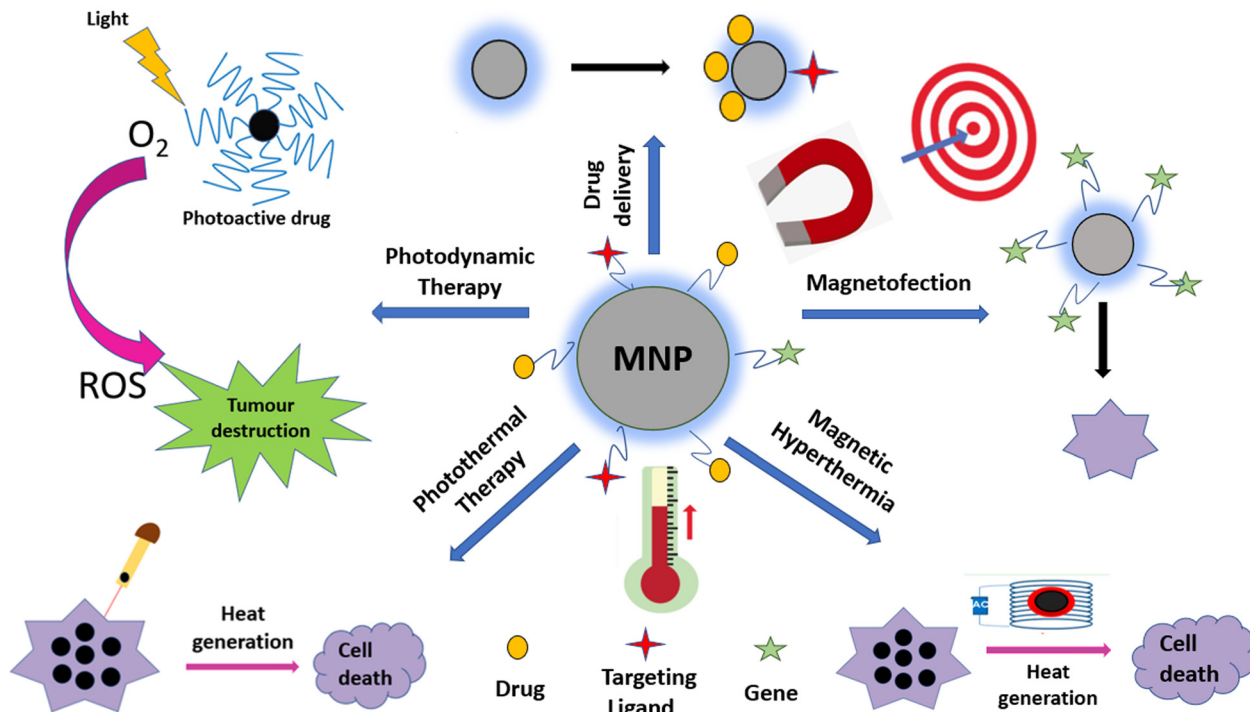 Light
O2
Photoactive drug
ROS
Tumour
destruction
Photodynamic
Therapy
Drug
delivery
Magnetofection
MNP
Photothermal
Therapy
Magnetic
Hyperthermia
Heat
generation
Cell
death
Drug
Targeting
Ligand
Gene
AC
Heat
generation
Cell
death